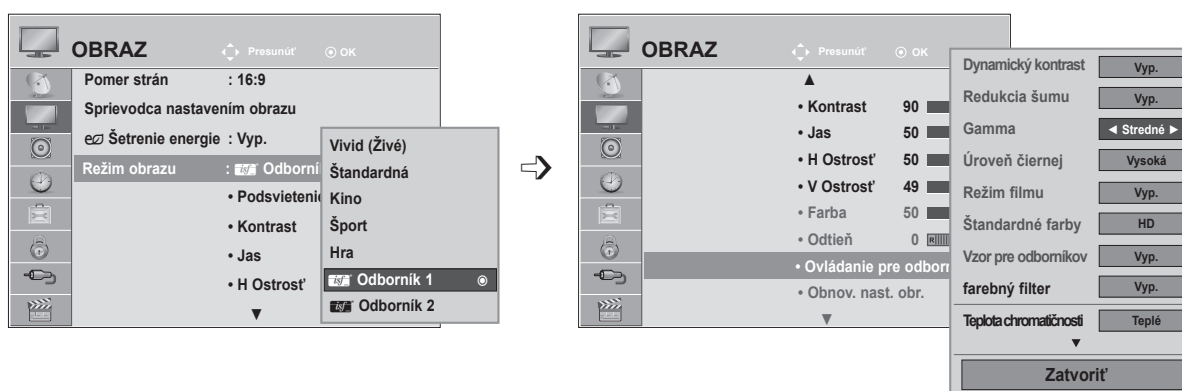 OBRAZ
Presunúť
OK
Pomer strán : 16:9
Sprievodca nastavením obrazu
Šetrenie energie : Vyp.
Režim obrazu : isf Odborní
• Podsvietenie
• Kontrast
• Jas
• H Ostrosť
▼
Vivid (Živé)
Štandardná
Kino
Šport
Hra
isf Odborník 1
isf Odborník 2
OBRAZ
Presunúť
OK
▲
• Kontrast 90
• Jas 50
• H Ostrosť 50
• V Ostrosť 49
• Farba 50
• Odtieň 0 R
• Ovládanie pre odborn
• Obnov. nast. obr.
▼
Dynamický kontrast Vyp.
Redukcia šumu Vyp.
Gamma ◀ Stredné ▶
Úroveň čiernej Vysoká
Režim filmu Vyp.
Štandardné farby HD
Vzor pre odborníkov Vyp.
farebný filter Vyp.
Teplota chromatičnosti Teplé
▼
Zatvoriť